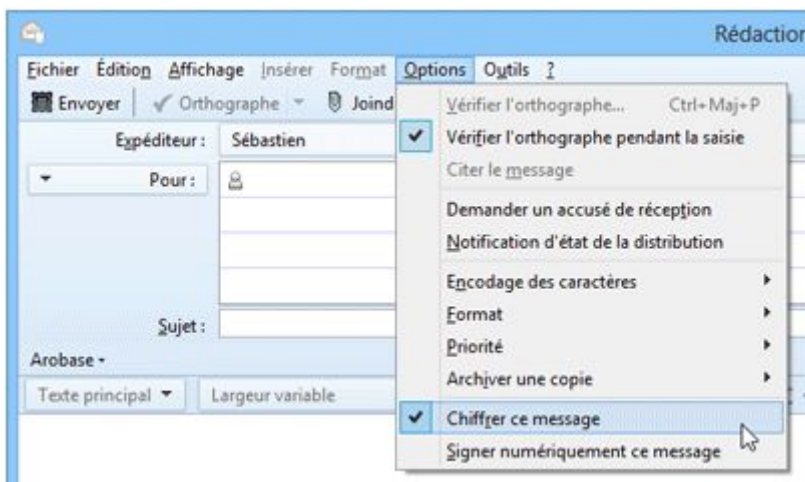 Rédaction
Fichier Édition Affichage Insérer Format Options Outils ?
Envoyer Orthographe Joind
Expéditeur : Sébastien
Pour :
Sujet :
Arobase
Texte principal Largeur variable
Vérifier l'orthographe... Ctrl+Maj+P
Vérifier l'orthographe pendant la saisie
Citer le message
Demander un accusé de réception
Notification d'état de la distribution
Encodage des caractères
Format
Priorité
Archiver une copie
Chiffrer ce message
Signer numériquement ce message